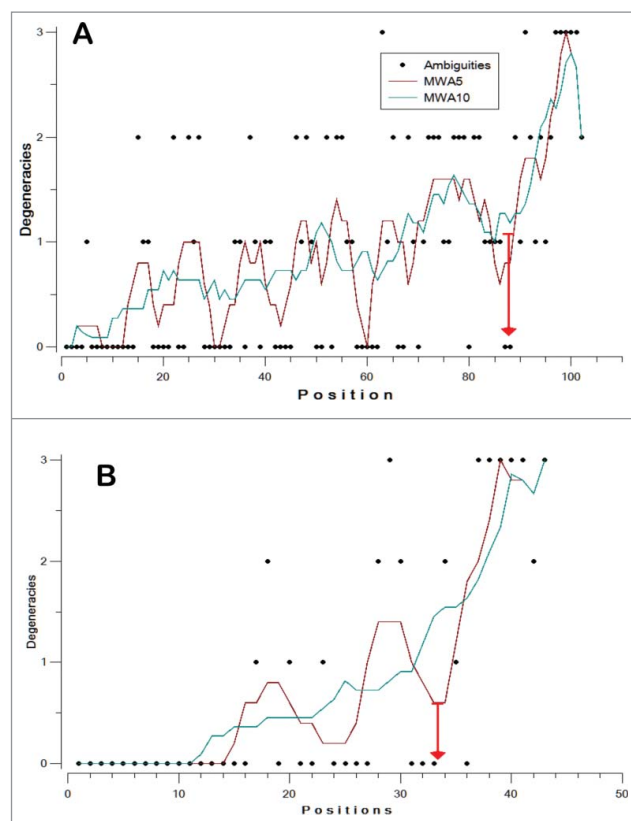 A
3
2
1
0
Degeneracies
Ambiguities
MWA5
MWA10
0 20 40 60 80 100
Position
B
3
2
1
0
Degeneracies
0 10 20 30 40 50
Positions